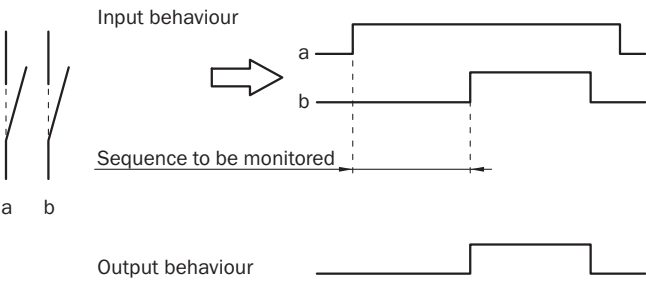 Input behaviour
a
b
Sequence to be monitored
a b
Output behaviour